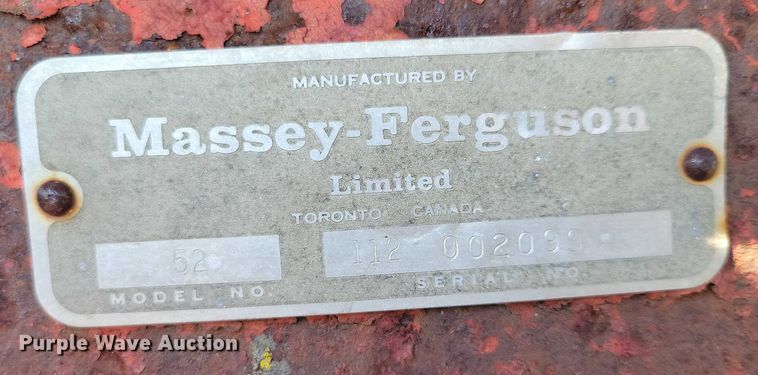 MANUFACTURED BY
Massey-Ferguson
Limited
TORONTO CANADA
52 112 002099
MODEL NO. SERIAL NO.
Purple Wave Auction